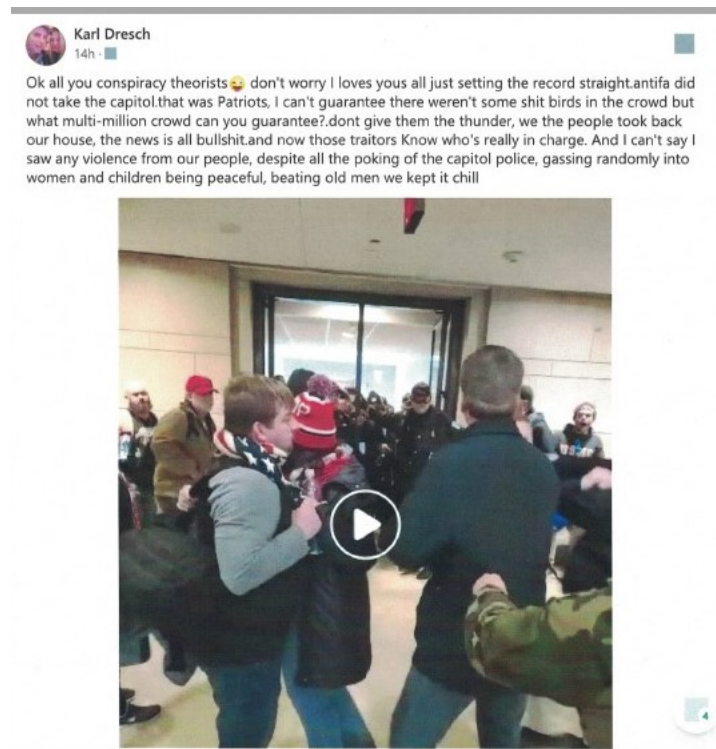 Karl Dresch
14h ·
Ok all you conspiracy theorists😜 don't worry I loves yous all just setting the record straight.antifa did
not take the capitol.that was Patriots, I can't guarantee there weren't some shit birds in the crowd but
what multi-million crowd can you guarantee?.dont give them the thunder, we the people took back
our house, the news is all bullshit.and now those traitors Know who's really in charge. And I can't say I
saw any violence from our people, despite all the poking of the capitol police, gassing randomly into
women and children being peaceful, beating old men we kept it chill
4